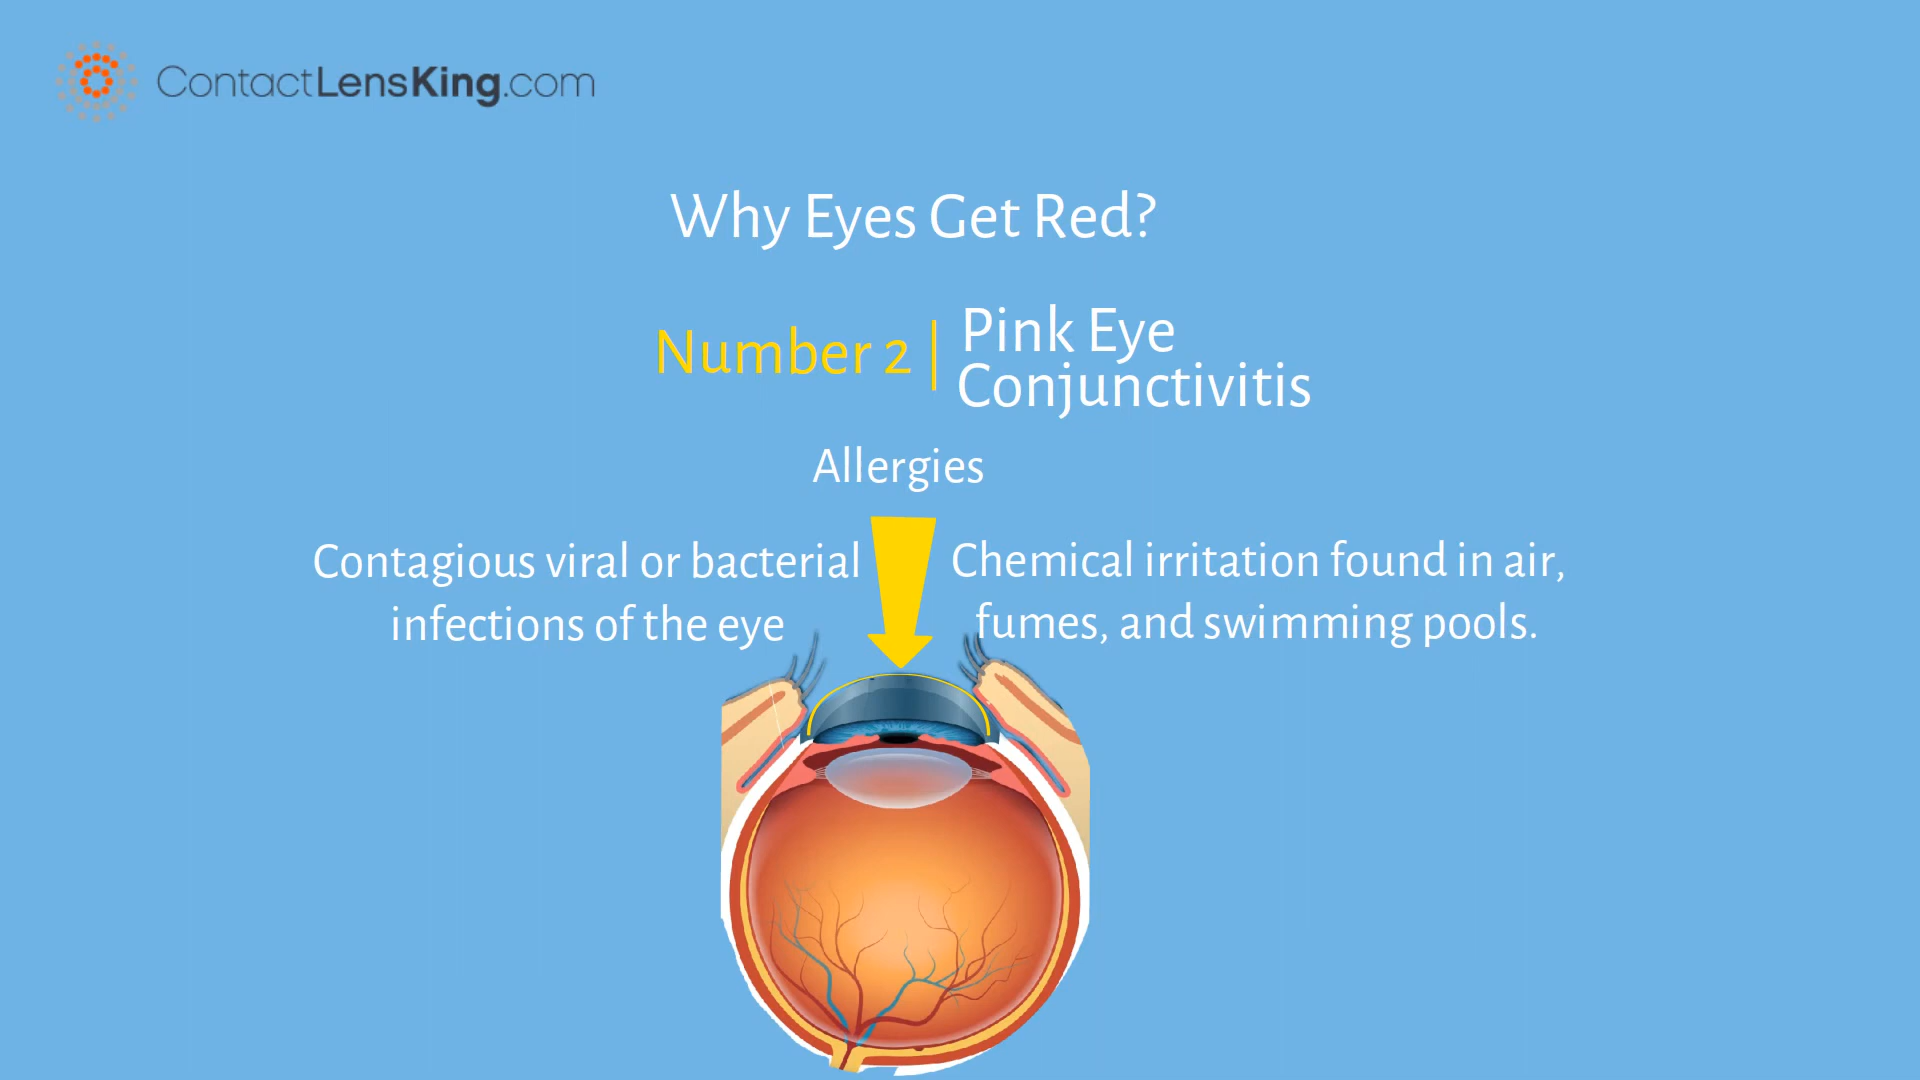 ContactLensKing.com
Why Eyes Get Red?
Number 2 | Pink Eye
Conjunctivitis
Allergies
Contagious viral or bacterial
infections of the eye
Chemical irritation found in air,
fumes, and swimming pools.